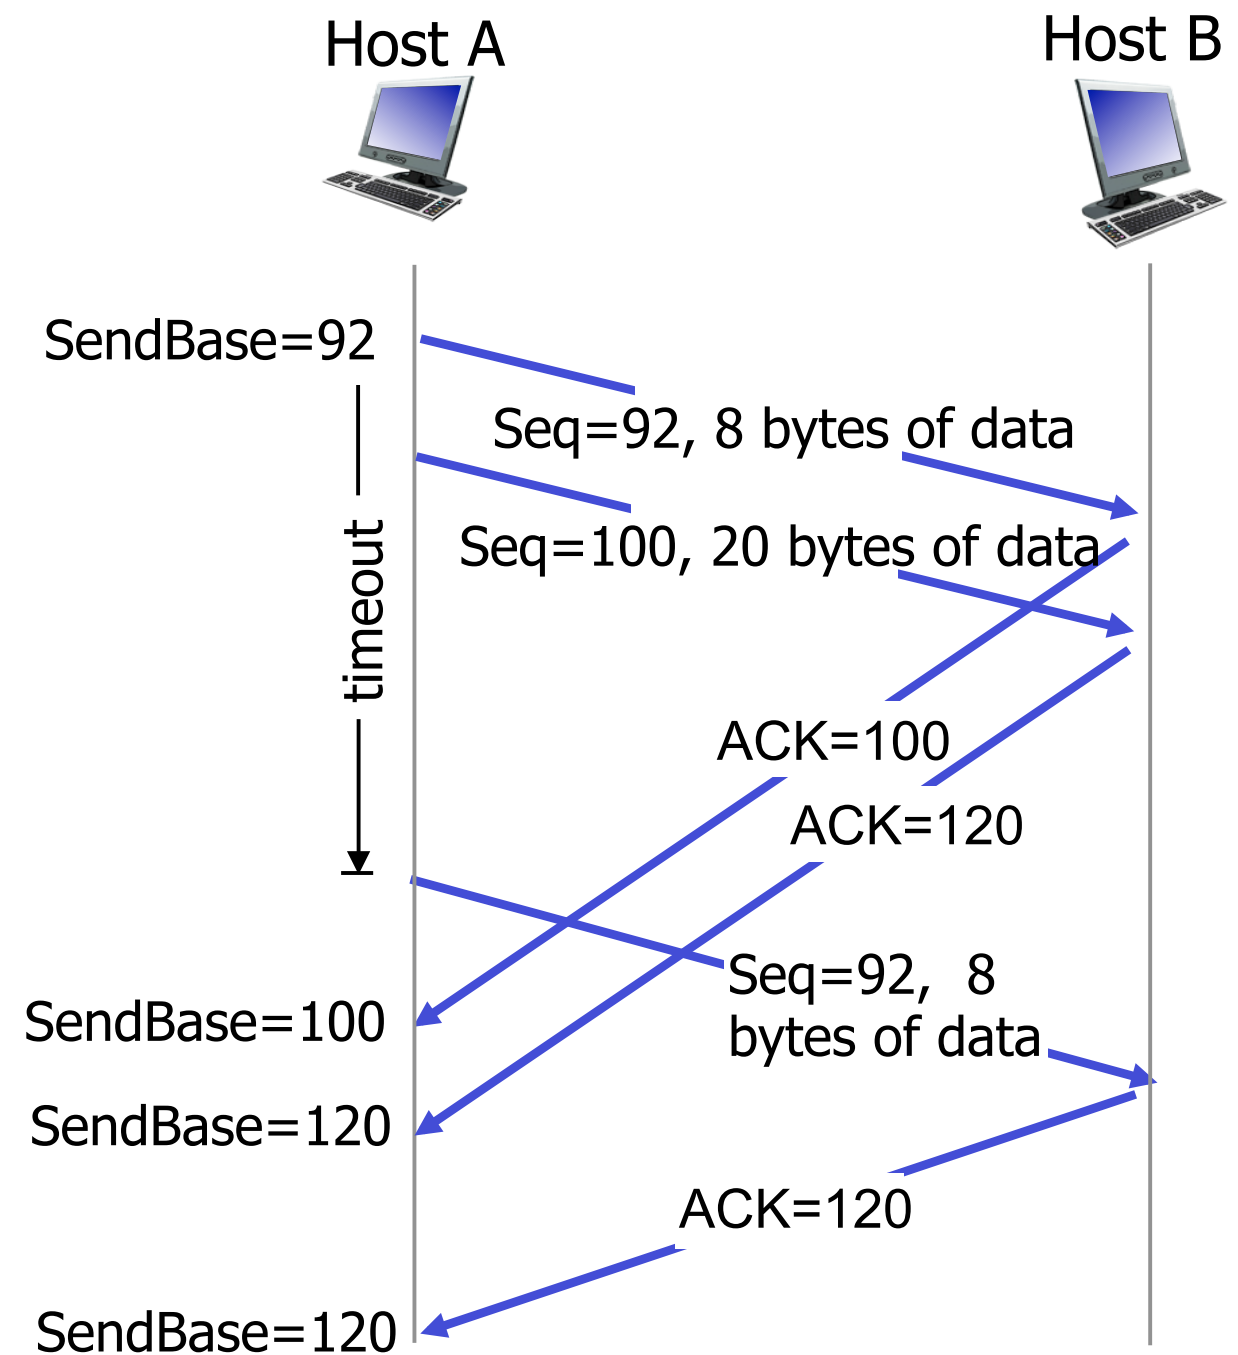 Host A
Host B
SendBase=92
Seq=92, 8 bytes of data
Seq=100, 20 bytes of data
timeout
ACK=100
ACK=120
Seq=92,  8
bytes of data
SendBase=100
SendBase=120
ACK=120
SendBase=120